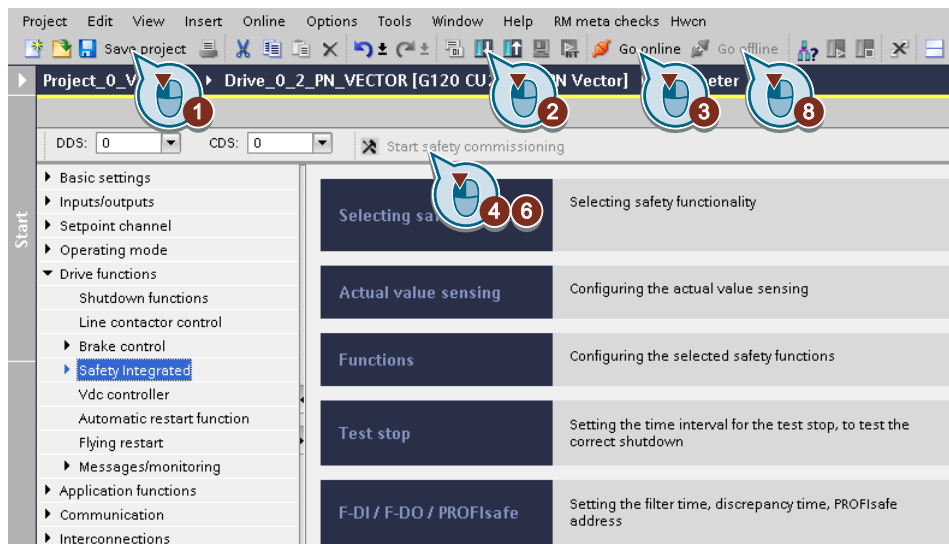 Project Edit View Insert Online Options Tools Window Help RM meta checks Hwcn
Save project Go online Go offline
Project_0_V Drive_0_2_PN_VECTOR [G120 CU2 N Vector] eter
1 2 3 8
DDS: 0 CDS: 0 Start safety commissioning
4 6
Start
Basic settings
Inputs/outputs
Setpoint channel
Operating mode
Drive functions
Shutdown functions
Line contactor control
Brake control
Safety Integrated
Vdc controller
Automatic restart function
Flying restart
Messages/monitoring
Application functions
Communication
Interconnections
Selecting sa
Selecting safety functionality
Actual value sensing
Configuring the actual value sensing
Functions
Configuring the selected safety functions
Test stop
Setting the time interval for the test stop, to test the
correct shutdown
F-DI / F-DO / PROFIsafe
Setting the filter time, discrepancy time, PROFIsafe
address